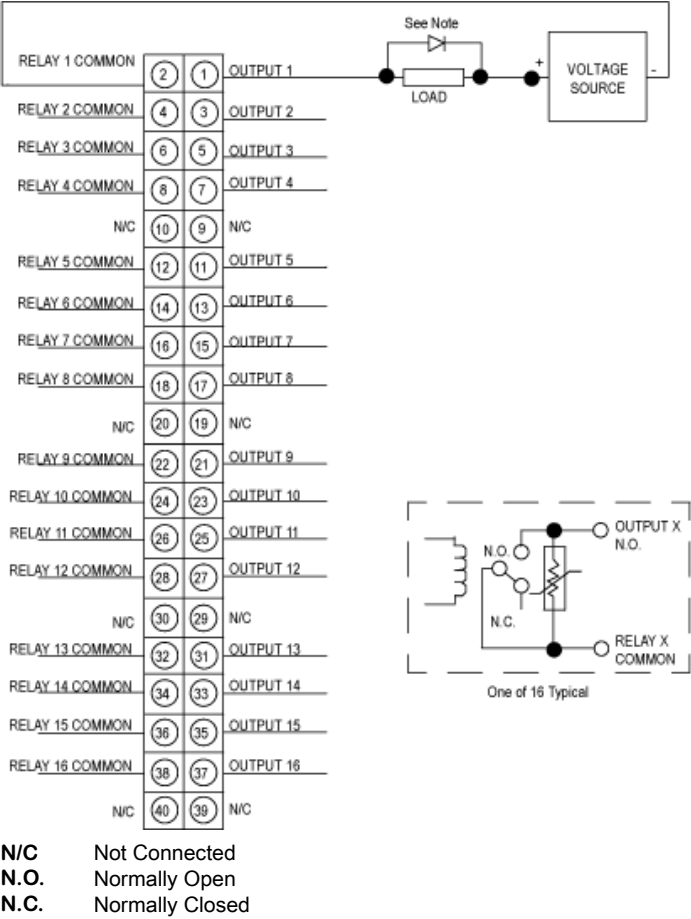 See Note
RELAY 1 COMMON 2 1 OUTPUT 1
+ VOLTAGE SOURCE -
LOAD
RELAY 2 COMMON 4 3 OUTPUT 2
RELAY 3 COMMON 6 5 OUTPUT 3
RELAY 4 COMMON 8 7 OUTPUT 4
N/C 10 9 N/C
RELAY 5 COMMON 12 11 OUTPUT 5
RELAY 6 COMMON 14 13 OUTPUT 6
RELAY 7 COMMON 16 15 OUTPUT 7
RELAY 8 COMMON 18 17 OUTPUT 8
N/C 20 19 N/C
RELAY 9 COMMON 22 21 OUTPUT 9
RELAY 10 COMMON 24 23 OUTPUT 10
RELAY 11 COMMON 26 25 OUTPUT 11
RELAY 12 COMMON 28 27 OUTPUT 12
N/C 30 29 N/C
RELAY 13 COMMON 32 31 OUTPUT 13
RELAY 14 COMMON 34 33 OUTPUT 14
RELAY 15 COMMON 36 35 OUTPUT 15
RELAY 16 COMMON 38 37 OUTPUT 16
N/C 40 39 N/C
OUTPUT X
N.O.
N.O.
N.C.
RELAY X
COMMON
One of 16 Typical
N/C Not Connected
N.O. Normally Open
N.C. Normally Closed